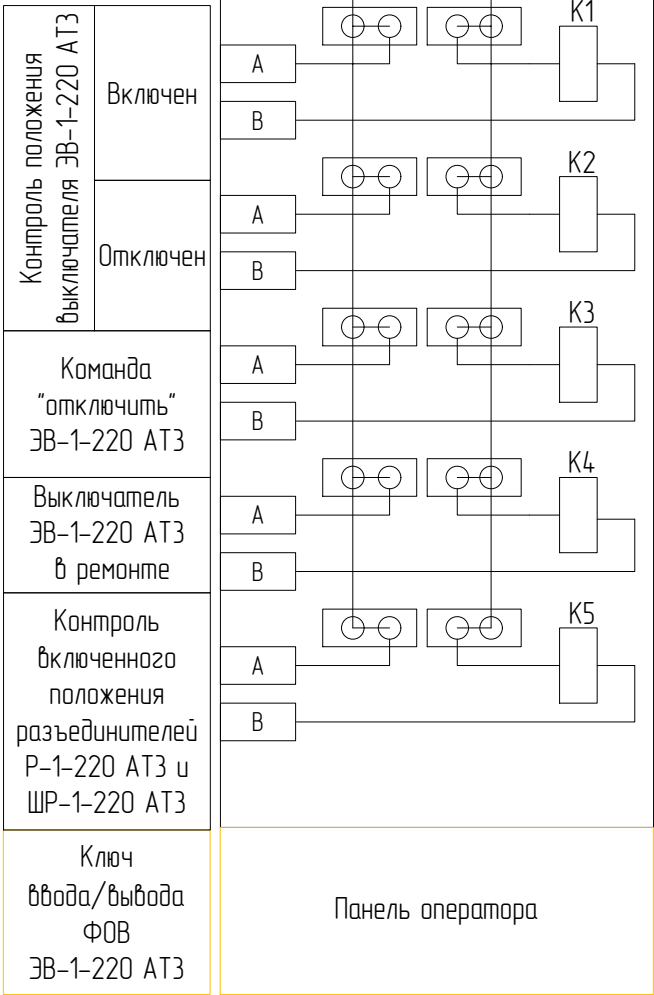 Контроль положения
выключателя ЭВ-1-220 АТ3
Включен
A
B
K1
Отключен
A
B
K2
Команда
"отключить"
ЭВ-1-220 АТ3
A
B
K3
Выключатель
ЭВ-1-220 АТ3
в ремонте
A
B
K4
Контроль
включенного
положения
разъединителей
Р-1-220 АТ3 и
ШР-1-220 АТ3
A
B
K5
Ключ
ввода/вывода
ФОВ
ЭВ-1-220 АТ3
Панель оператора